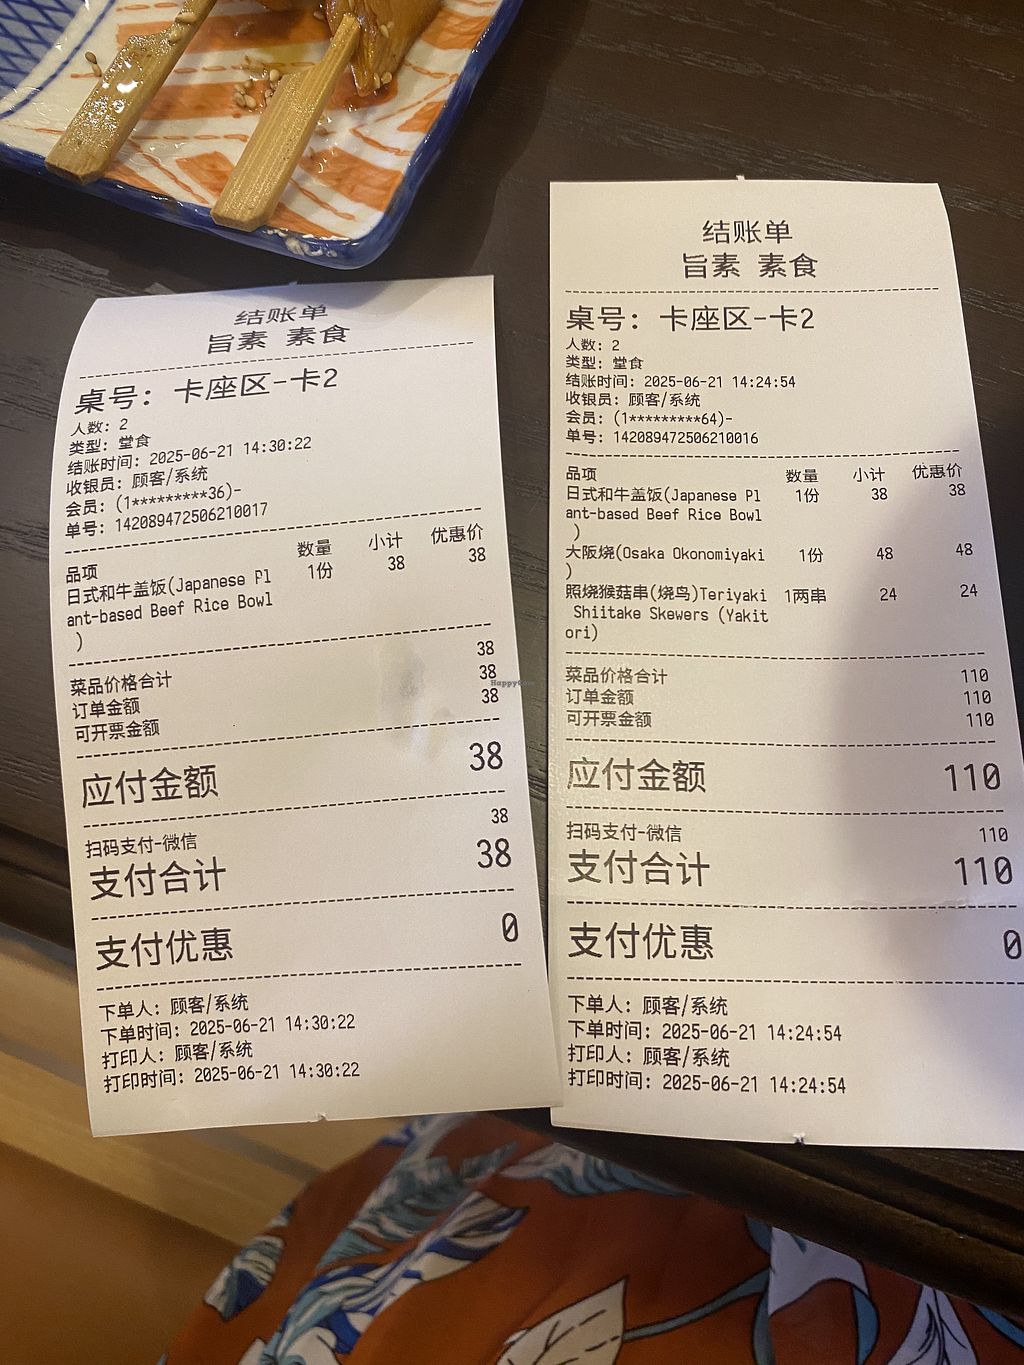 结账单
旨素 素食
桌号: 卡座区-卡2
人数: 2
类型: 堂食
结账时间: 2025-06-21 14:30:22
收银员: 顾客/系统
会员: (1*********36)-
单号: 142089472506210017
品项 数量 小计 优惠价
日式和牛盖饭(Japanese Pl 1份 38 38
ant-based Beef Rice Bowl
)
菜品价格合计 38
订单金额 38
可开票金额 38
应付金额 38
扫码支付-微信 38
支付合计 38
支付优惠 0
下单人: 顾客/系统
下单时间: 2025-06-21 14:30:22
打印人: 顾客/系统
打印时间: 2025-06-21 14:30:22
结账单
旨素 素食
桌号: 卡座区-卡2
人数: 2
类型: 堂食
结账时间: 2025-06-21 14:24:54
收银员: 顾客/系统
会员: (1*********64)-
单号: 142089472506210016
品项 数量 小计 优惠价
日式和牛盖饭(Japanese Pl 1份 38 38
ant-based Beef Rice Bowl
)
大阪烧(Osaka Okonomiyaki 1份 48 48
)
照烧猴菇串(烧鸟)Teriyaki 1两串 24 24
Shiitake Skewers (Yakit
ori)
菜品价格合计 110
订单金额 110
可开票金额 110
应付金额 110
扫码支付-微信 110
支付合计 110
支付优惠 0
下单人: 顾客/系统
下单时间: 2025-06-21 14:24:54
打印人: 顾客/系统
打印时间: 2025-06-21 14:24:54